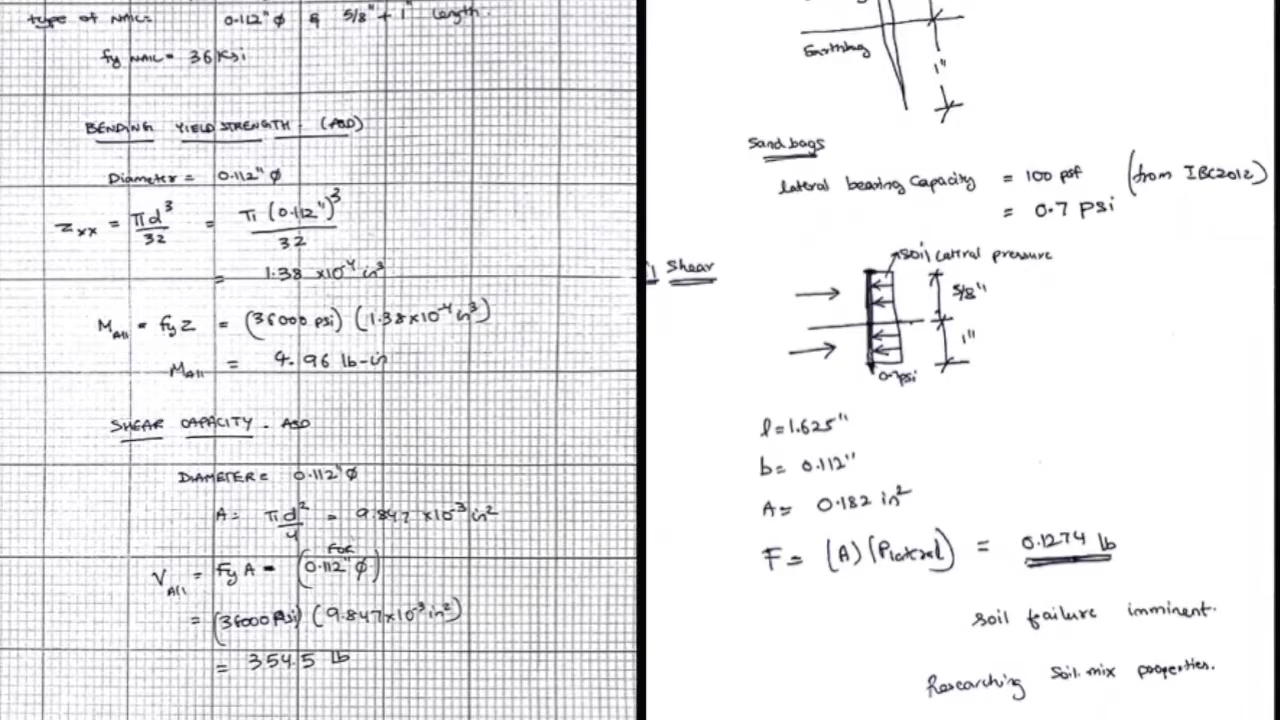 type of NAIL= 0.112" φ & 5/8" + 1" length.
fy NAIL = 36 Ksi
BENDING YIELD STRENGTH - (ASD)
Diameter = 0.112" φ
Zxx = πd³/32 = π (0.112")³/32
= 1.38 x10⁻⁴ in³
MAll = fy Z = (36000 psi) (1.38x10⁻⁴ in³)
MAll = 4.96 lb-in
SHEAR CAPACITY - ASD
DIAMETER = 0.112" φ
A = πd²/4 = 9.847 x10⁻³ in²
VAll = Fy A = (FOR 0.112" φ)
= (36000 Psi) (9.847x10⁻³ in²)
= 354.5 lb
Earthbag
1"
Sand bags
lateral bearing Capacity = 100 psf (from IBC2012)
= 0.7 psi
Shear
soil lateral pressure
5/8"
1"
0.7psi
l = 1.625"
b = 0.112"
A = 0.182 in²
F = (A) (Plateral) = 0.1274 lb
soil failure imminent.
Researching soil mix properties.